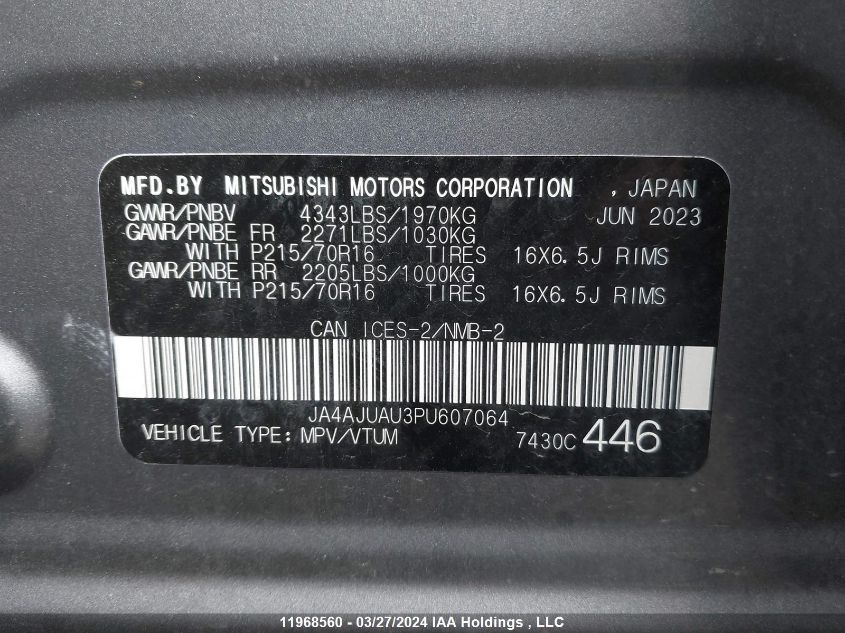 MFD.BY MITSUBISHI MOTORS CORPORATION , JAPAN
GVWR/PNBV 4343LBS/1970KG JUN 2023
GAWR/PNBE FR 2271LBS/1030KG
WITH P215/70R16 TIRES 16X6.5J RIMS
GAWR/PNBE RR 2205LBS/1000KG
WITH P215/70R16 TIRES 16X6.5J RIMS
CAN ICES-2/NMB-2
JA4AJUAU3PU607064
VEHICLE TYPE:MPV/VTUM 7430C 446
11968560 - 03/27/2024 IAA Holdings , LLC